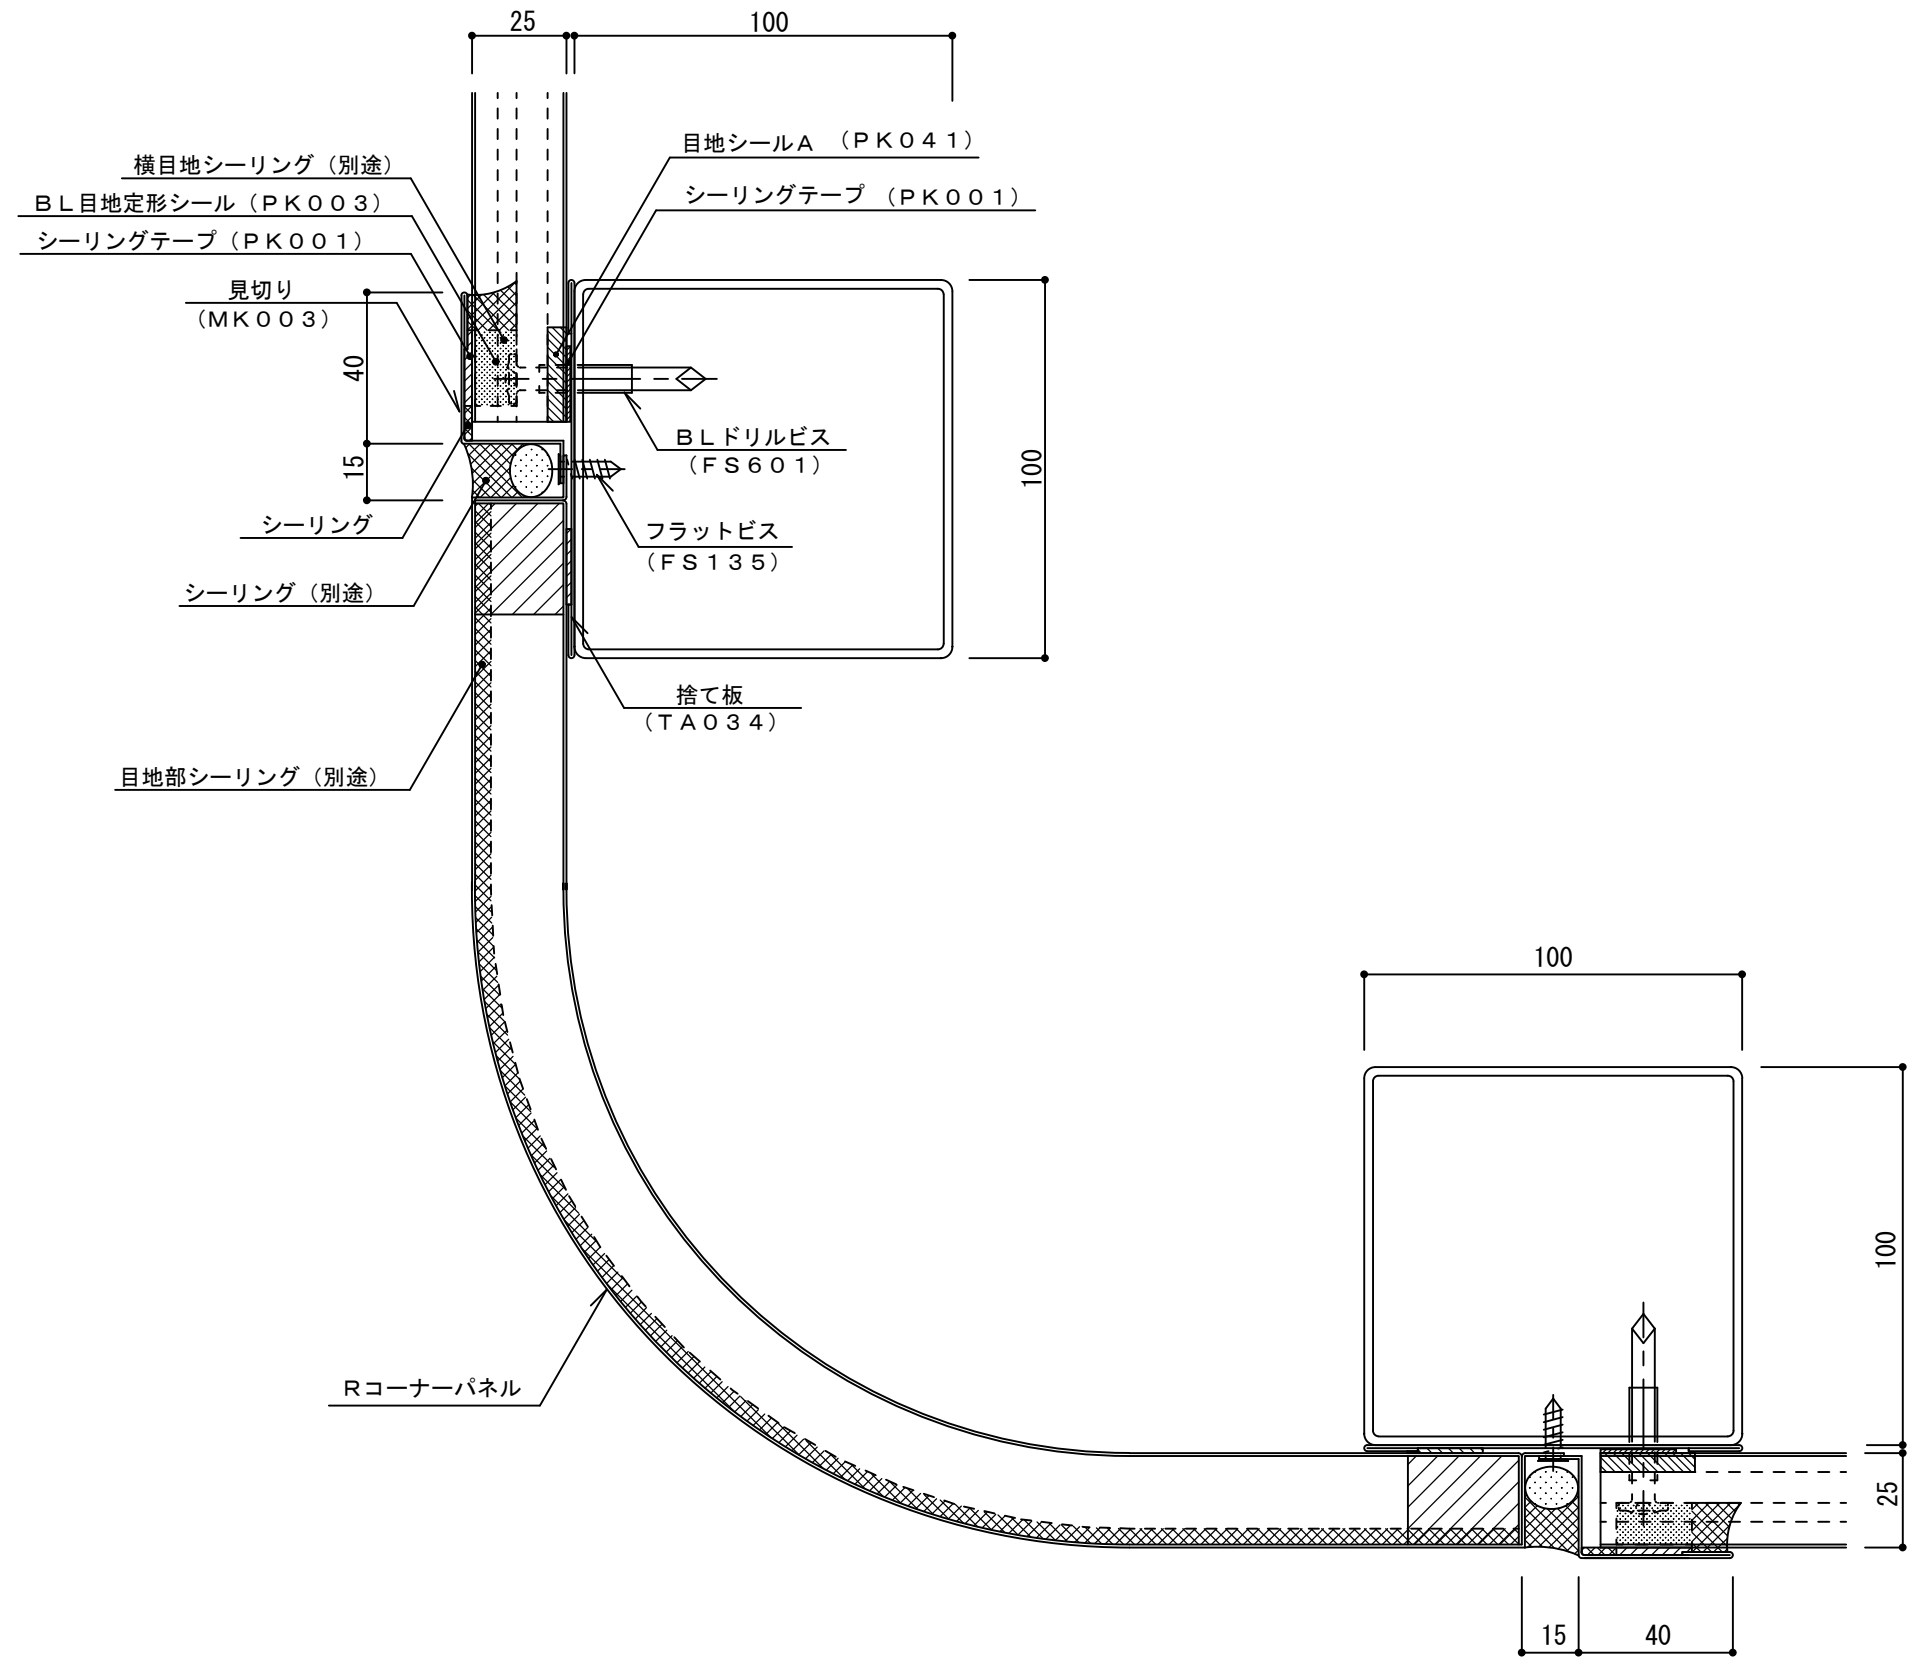 25
100
目地シールA （PK041）
横目地シーリング（別途）
シーリングテープ （PK001）
BL目地定形シール（PK003）
シーリングテープ（PK001）
見切り
（MK003）
40
15
100
BLドリルビス
（FS601）
シーリング
フラットビス
（FS135）
シーリング（別途）
捨て板
（TA034）
目地部シーリング（別途）
100
100
Rコーナーパネル
25
15
40